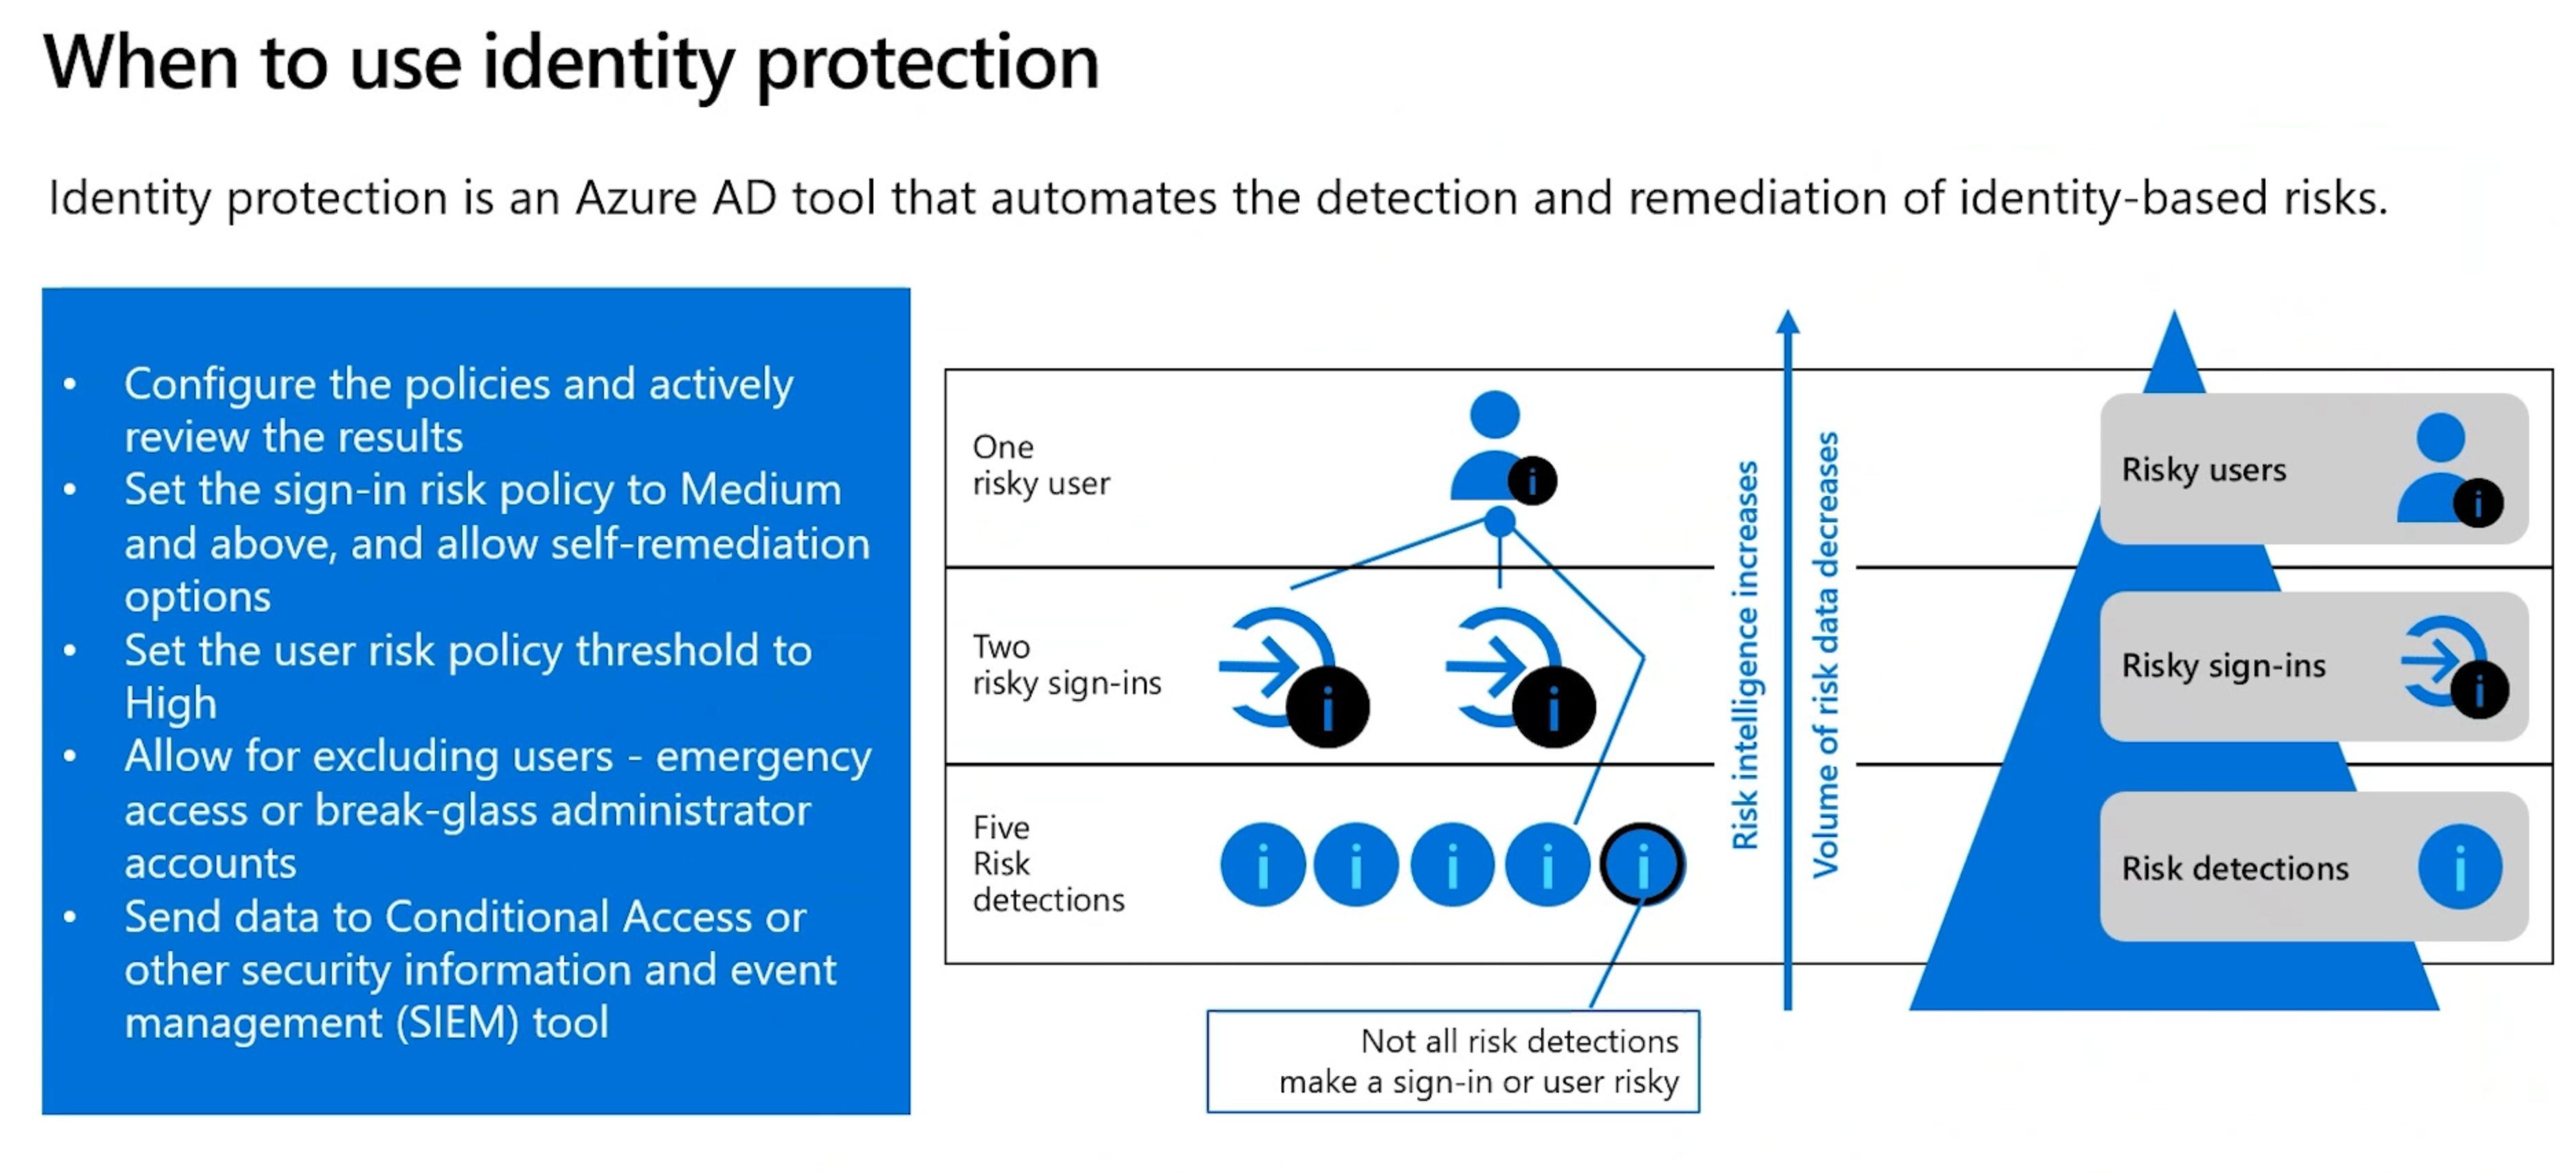 When to use identity protection
Identity protection is an Azure AD tool that automates the detection and remediation of identity-based risks.
• Configure the policies and actively
review the results
• Set the sign-in risk policy to Medium
and above, and allow self-remediation
options
• Set the user risk policy threshold to
High
• Allow for excluding users - emergency
access or break-glass administrator
accounts
• Send data to Conditional Access or
other security information and event
management (SIEM) tool
One
risky user
i
Two
risky sign-ins
i
i
Five
Risk
detections
i i i i i
Not all risk detections
make a sign-in or user risky
Risk intelligence increases
Volume of risk data decreases
Risky users
i
Risky sign-ins
i
Risk detections
i